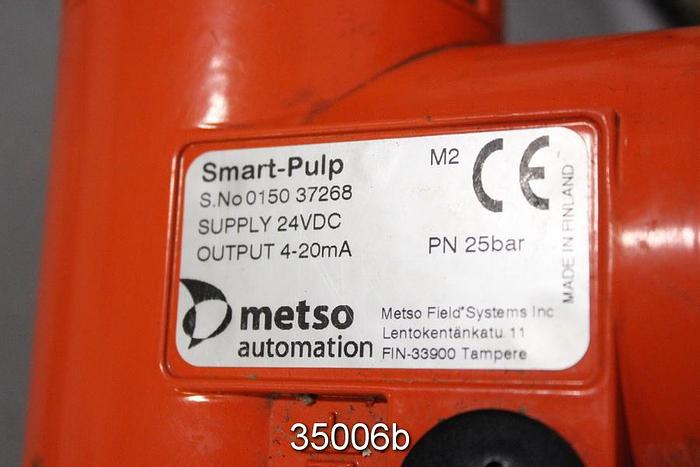 Smart-Pulp
M2 CE
S.No 0150 37268
SUPPLY 24VDC
OUTPUT 4-20mA
PN 25bar
MADE IN FINLAND
metso
automation
Metso Field Systems Inc
Lentokentänkatu 11
FIN-33900 Tampere
35006b